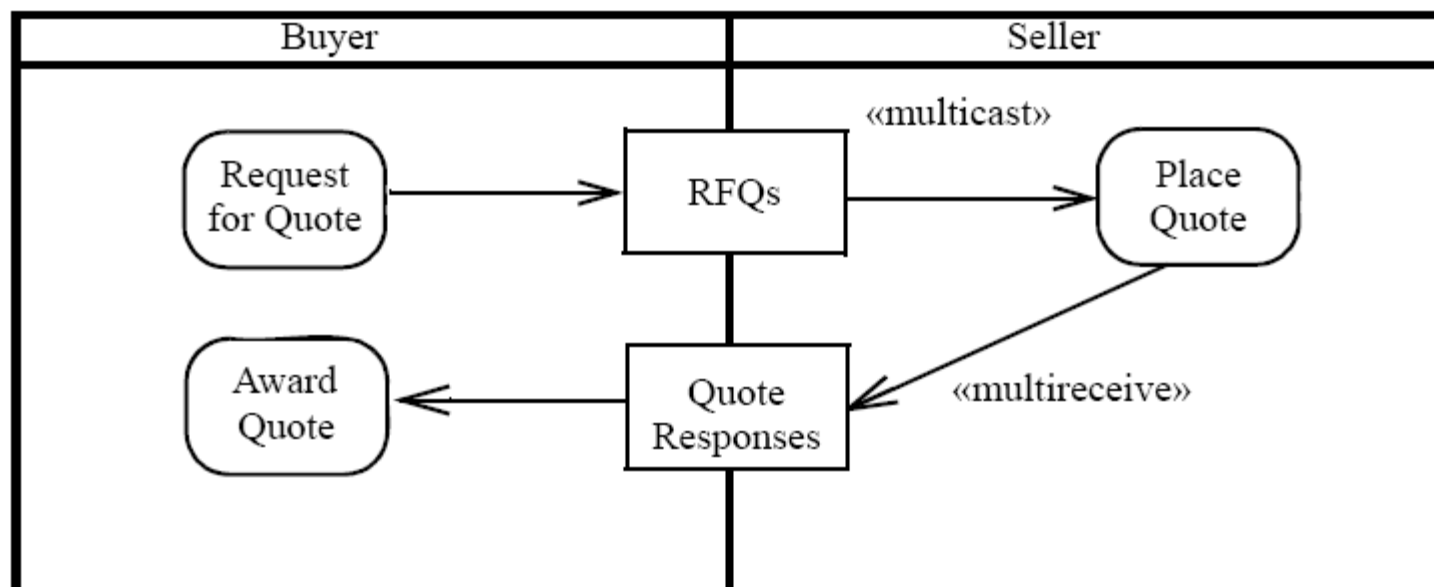 Buyer
Seller
«multicast»
Request
for Quote
RFQs
Place
Quote
Award
Quote
Quote
Responses
«multireceive»